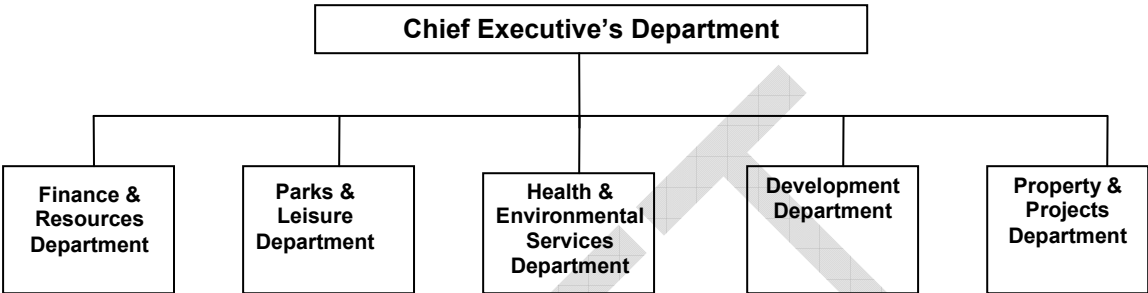 Chief Executive’s Department
Finance &
Resources
Department
Parks &
Leisure
Department
Health &
Environmental
Services
Department
Development
Department
Property &
Projects
Department